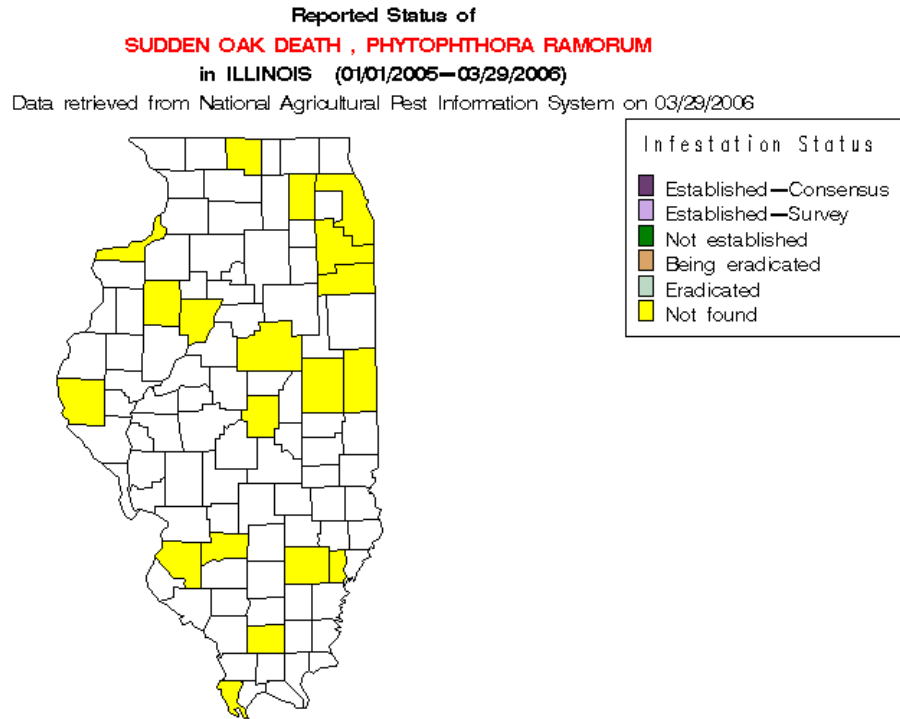 Reported Status of
SUDDEN OAK DEATH , PHYTOPHTHORA RAMORUM
in ILLINOIS (01/01/2005-03/29/2006)
Data retrieved from National Agricultural Pest Information System on 03/29/2006
Infestation Status
Established-Consensus
Established-Survey
Not established
Being eradicated
Eradicated
Not found